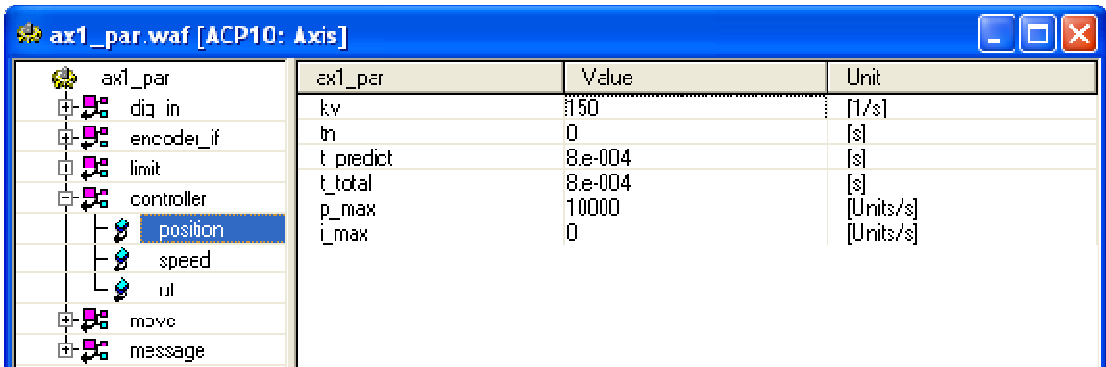 ax1_par.waf [ACP10: Axis]
ax1_par
dig_in
encoder_if
limit
controller
position
speed
uf
move
message
ax1_par Value Unit
kv 150 [1/s]
tn 0 [s]
t_predict 8.e-004 [s]
t_total 8.e-004 [s]
p_max 10000 [Units/s]
i_max 0 [Units/s]